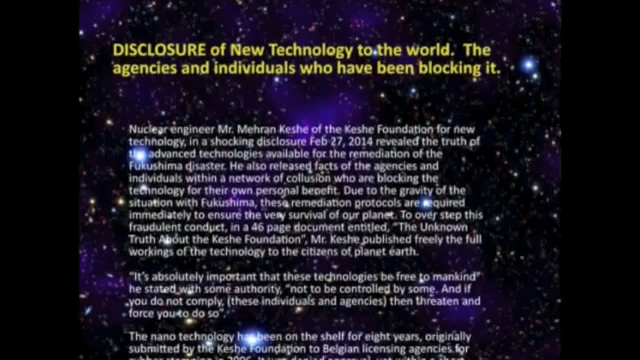 DISCLOSURE of New Technology to the world. The
agencies and individuals who have been blocking it.
Nuclear engineer Mr. Mehran Keshe of the Keshe Foundation for new
technology, in a shocking disclosure Feb 27, 2014 revealed the truth of
the advanced technologies available for the remediation of the
Fukushima disaster. He also released facts of the agencies and
individuals within a network of collusion who are blocking the
technology for their own personal benefit. Due to the gravity of the
situation with Fukushima, these remediation protocols are required
immediately to ensure the very survival of our planet. To over step this
fraudulent conduct, in a 46 page document entitled, "The Unknown
Truth About the Keshe Foundation", Mr. Keshe published freely the full
workings of the technology to the citizens of planet earth.
"It's absolutely important that these technologies be free to mankind"
he stated with some authority, "not to be controlled by some. And if
you do not comply, (these individuals and agencies) then threaten and
force you to do so".
The nano technology has been on the shelf for eight years, originally
submitted by the Keshe Foundation to Belgian licensing agencies for